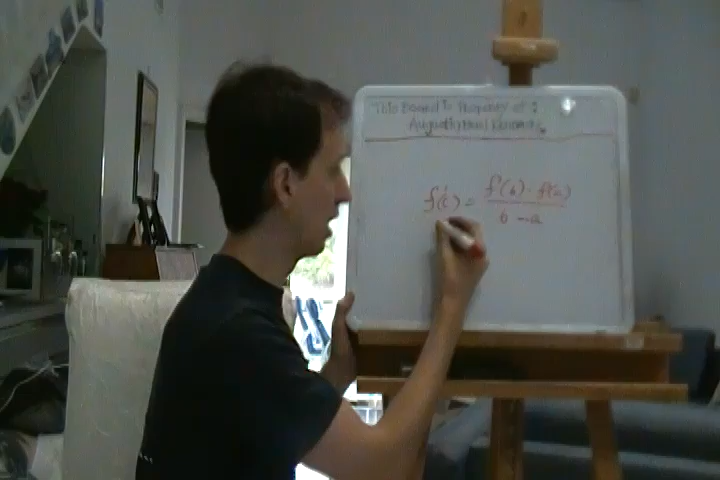 This Board Is Property of :
f'(c) = f(b) - f(a)
b - a